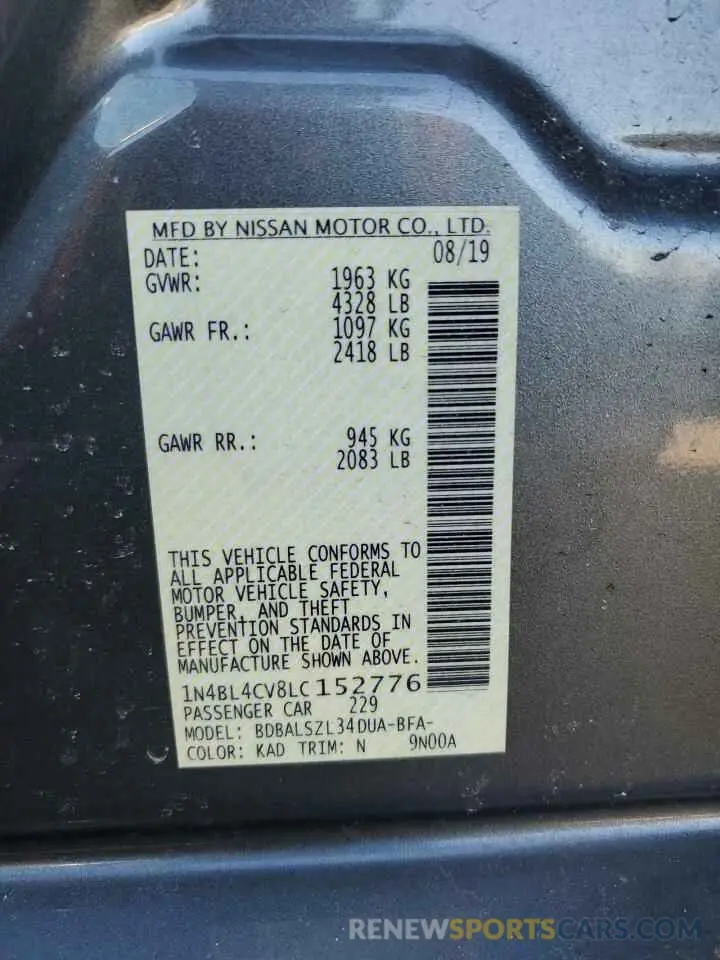 MFD BY NISSAN MOTOR CO., LTD.
DATE: 08/19
GVWR: 1963 KG
4328 LB
GAWR FR.: 1097 KG
2418 LB
GAWR RR.: 945 KG
2083 LB
THIS VEHICLE CONFORMS TO
ALL APPLICABLE FEDERAL
MOTOR VEHICLE SAFETY,
BUMPER, AND THEFT
PREVENTION STANDARDS IN
EFFECT ON THE DATE OF
MANUFACTURE SHOWN ABOVE.
1N4BL4CV8LC152776
PASSENGER CAR 229
MODEL: BDBALSZL34DUA-BFA-
COLOR: KAD TRIM: N 9N00A
RENEWSPORTSCARS.COM